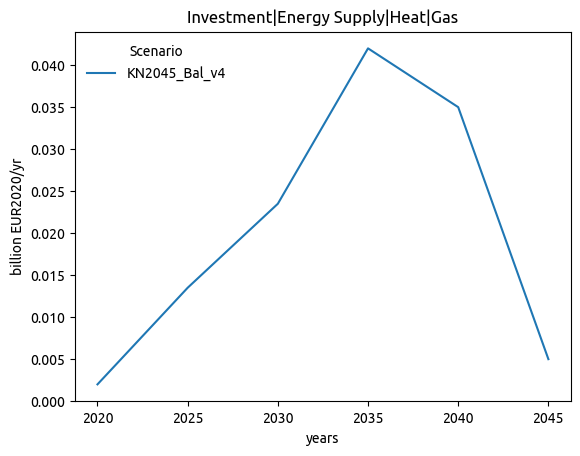 Investment|Energy Supply|Heat|Gas
Scenario
KN2045_Bal_v4
billion EUR2020/yr
0.040
0.035
0.030
0.025
0.020
0.015
0.010
0.005
0.000
2020 2025 2030 2035 2040 2045
years